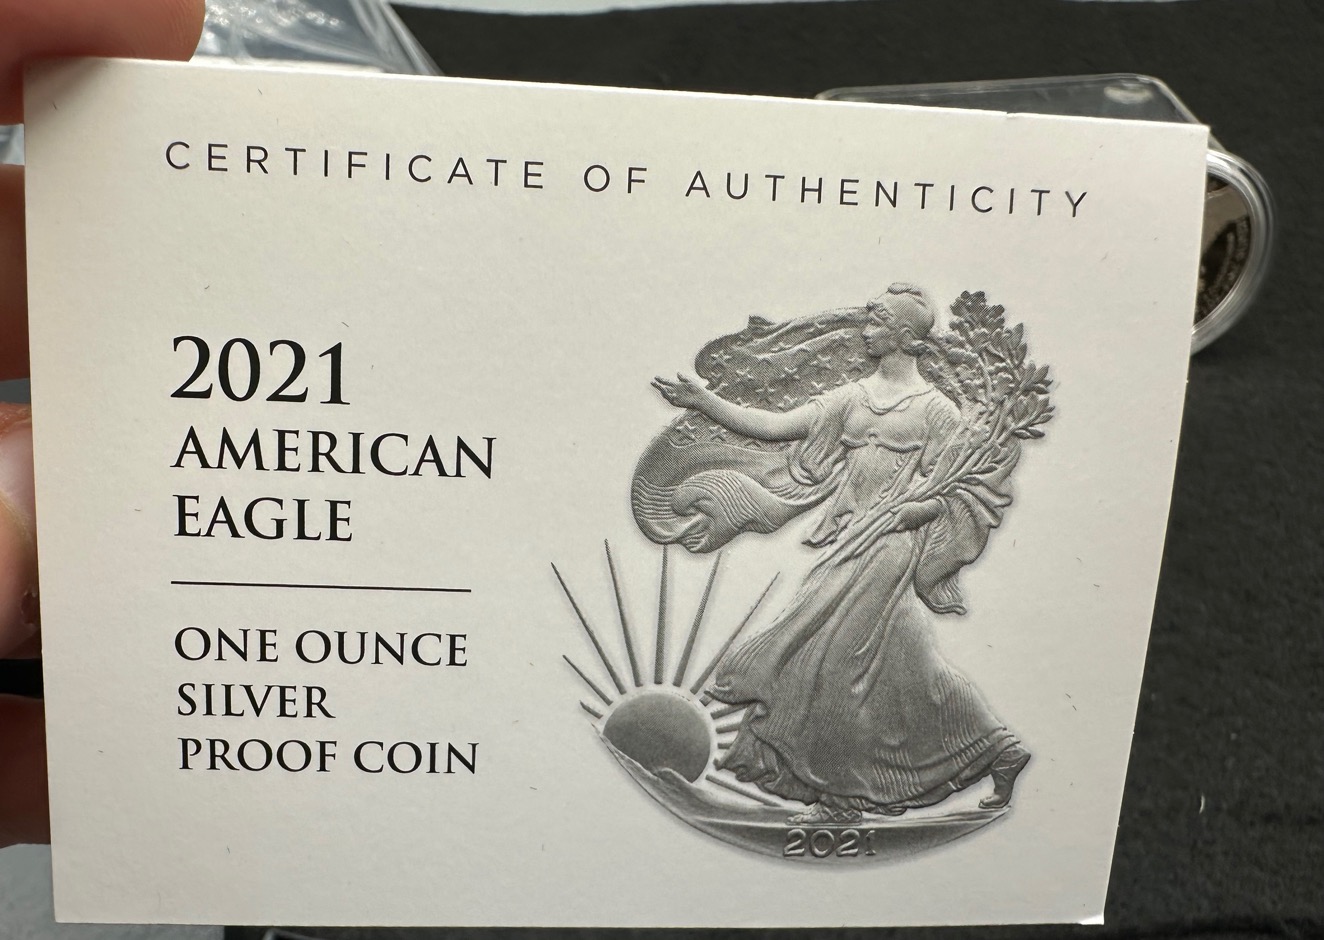 CERTIFICATE OF AUTHENTICITY
2021
AMERICAN
EAGLE
ONE OUNCE
SILVER
PROOF COIN
2021